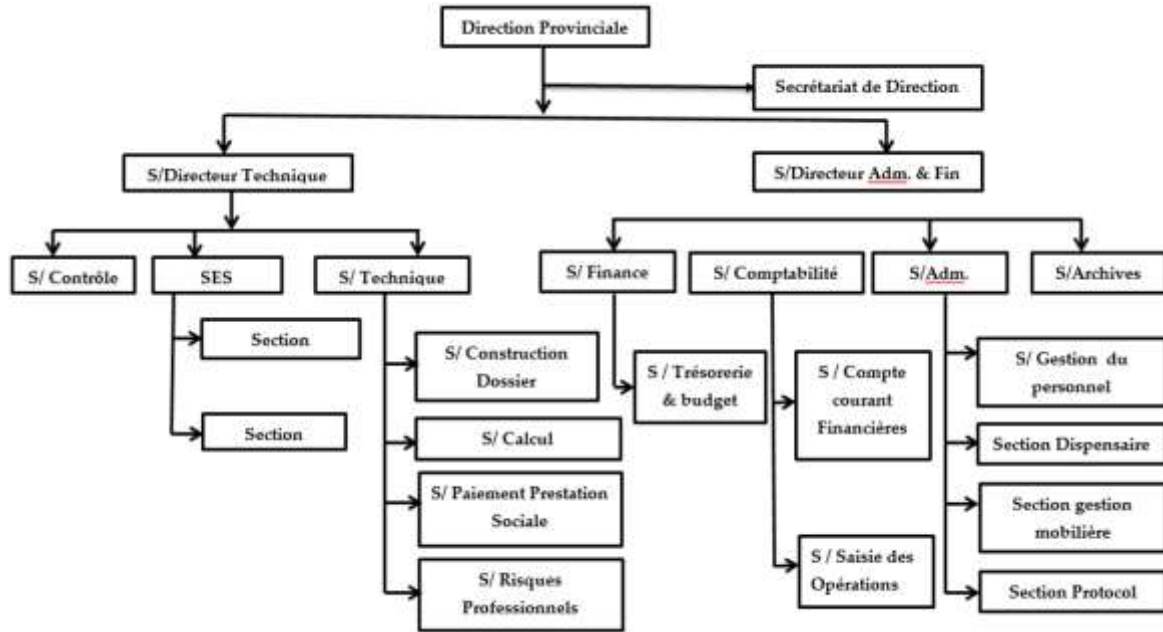 Direction Provinciale
Secrétariat de Direction
S/Directeur Technique
S/Directeur Adm. & Fin
S/ Contrôle
SES
S/ Technique
S/ Finance
S/ Comptabilité
S/Adm.
S/Archives
Section
Section
S/ Construction
Dossier
S/ Calcul
S/ Paiement Prestation
Sociale
S/ Risques
Professionnels
S / Trésorerie
& budget
S / Compte
courant
Financières
S / Saisie des
Opérations
S/ Gestion du
personnel
Section Dispensaire
Section gestion
mobilière
Section Protocol